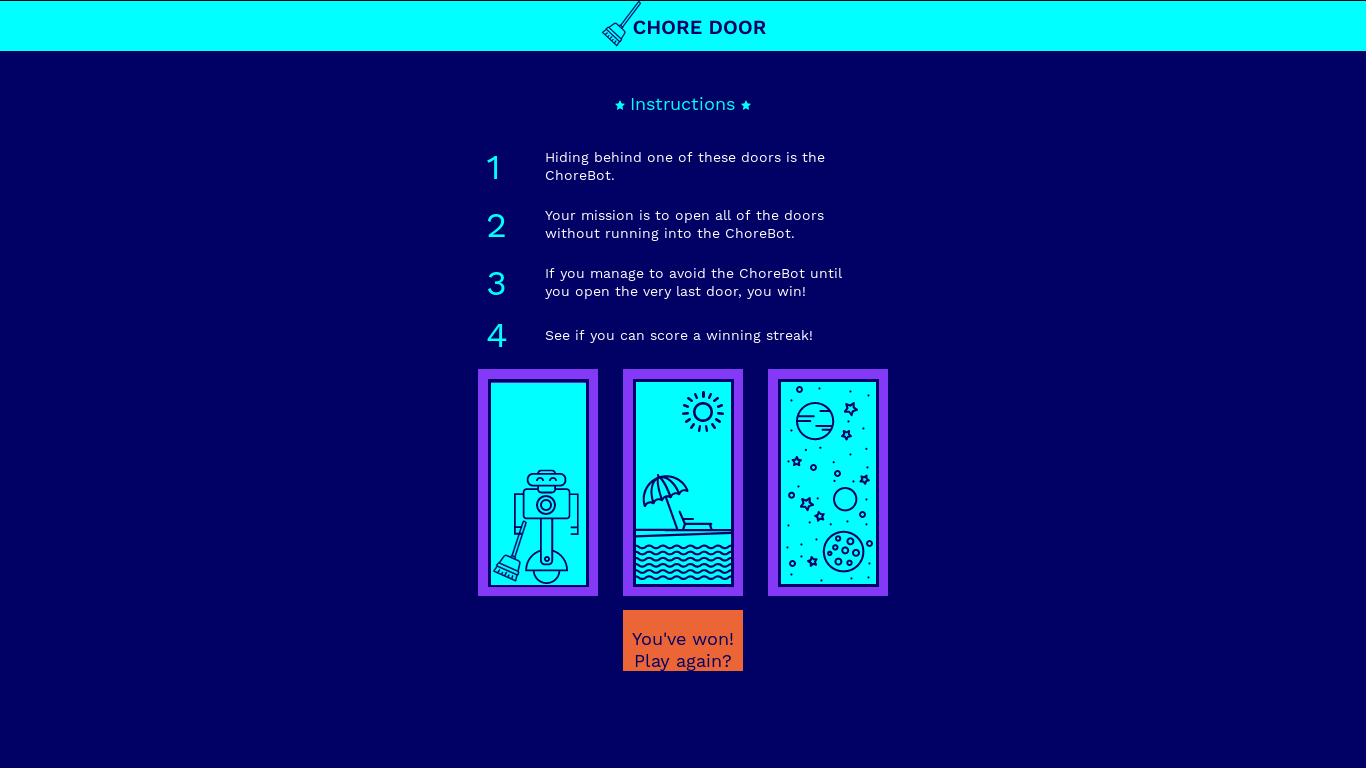 CHORE DOOR
Instructions
1
Hiding behind one of these doors is the
ChoreBot.
2
Your mission is to open all of the doors
without running into the ChoreBot.
3
If you manage to avoid the ChoreBot until
you open the very last door, you win!
4
See if you can score a winning streak!
You've won!
Play again?